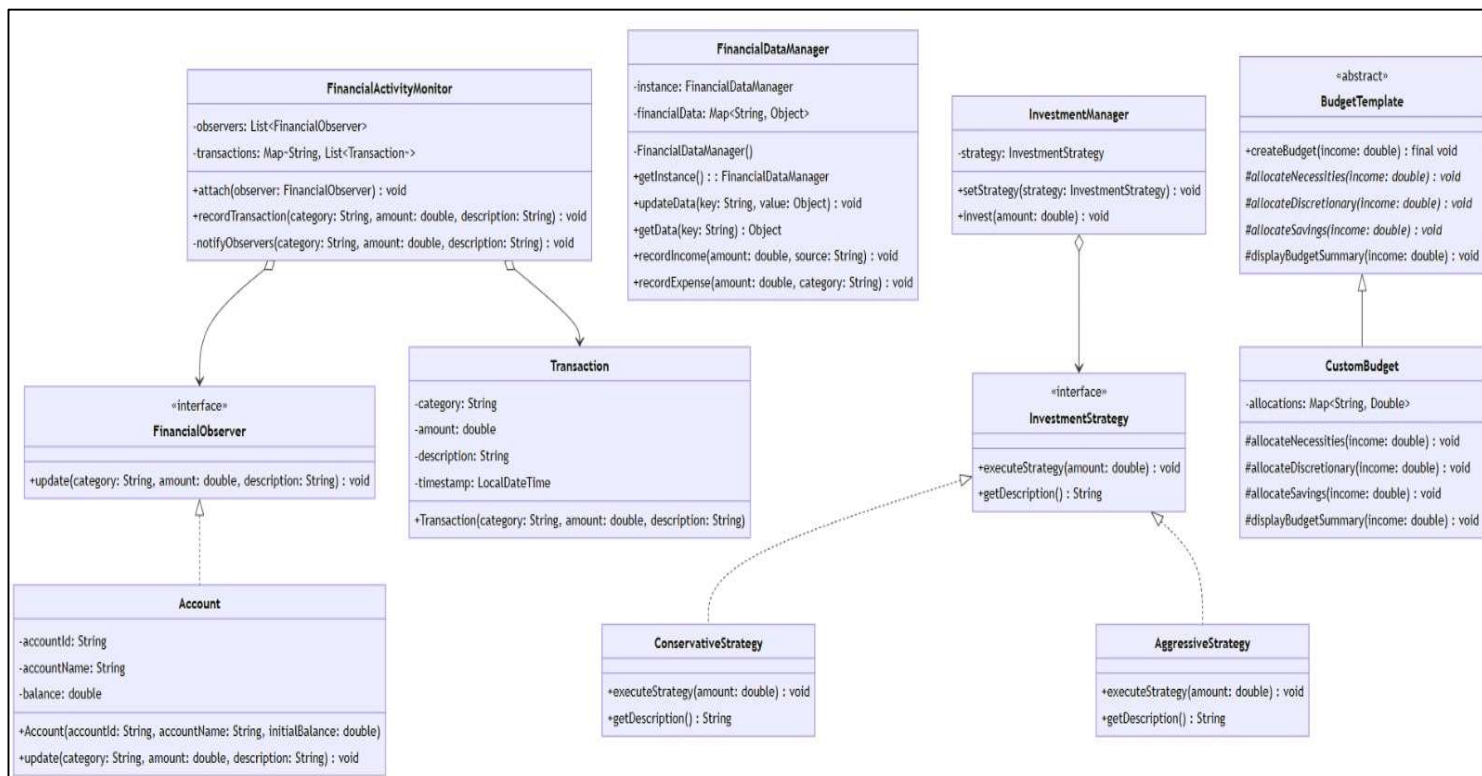 FinancialActivityMonitor
-observers: List<FinancialObserver>
-transactions: Map~String, List<Transaction~>
+attach(observer: FinancialObserver) : void
+recordTransaction(category: String, amount: double, description: String) : void
-notifyObservers(category: String, amount: double, description: String) : void
FinancialDataManager
-instance: FinancialDataManager
-financialData: Map<String, Object>
-FinancialDataManager()
+getInstance() : : FinancialDataManager
+updateData(key: String, value: Object) : void
+getData(key: String) : Object
+recordIncome(amount: double, source: String) : void
+recordExpense(amount: double, category: String) : void
InvestmentManager
-strategy: InvestmentStrategy
+setStrategy(strategy: InvestmentStrategy) : void
+invest(amount: double) : void
«abstract»
BudgetTemplate
+createBudget(income: double) : final void
#allocateNecessities(income: double) : void
#allocateDiscretionary(income: double) : void
#allocateSavings(income: double) : void
#displayBudgetSummary(income: double) : void
«interface»
FinancialObserver
+update(category: String, amount: double, description: String) : void
Transaction
-category: String
-amount: double
-description: String
-timestamp: LocalDateTime
+Transaction(category: String, amount: double, description: String)
«interface»
InvestmentStrategy
+executeStrategy(amount: double) : void
+getDescription() : String
CustomBudget
-allocations: Map<String, Double>
#allocateNecessities(income: double) : void
#allocateDiscretionary(income: double) : void
#allocateSavings(income: double) : void
#displayBudgetSummary(income: double) : void
Account
-accountId: String
-accountName: String
-balance: double
+Account(accountId: String, accountName: String, initialBalance: double)
+update(category: String, amount: double, description: String) : void
ConservativeStrategy
+executeStrategy(amount: double) : void
+getDescription() : String
AggressiveStrategy
+executeStrategy(amount: double) : void
+getDescription() : String